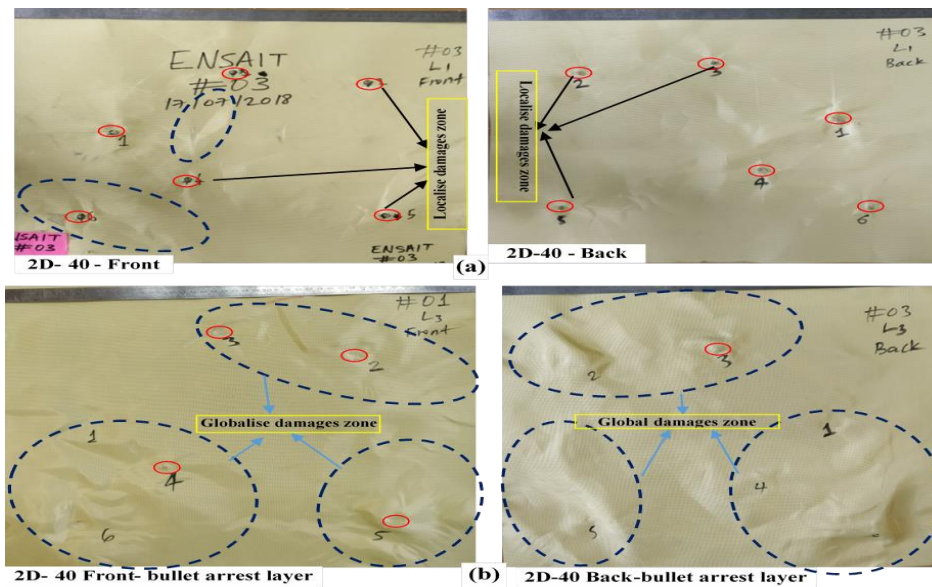 ENSAIT
#03
17/07/2018
#03
L1
Front
3
2
1
4
5
6
Localise damages zone
NSAIT
#03
ENSAIT
#03
2D- 40 - Front
#03
L1
Back
2
3
1
4
5
6
Localise damages zone
2D-40 - Back
(a)
#01
L3
Front
3
2
Globalise damages zone
1
4
6
5
2D- 40 Front- bullet arrest layer
#03
L3
Back
2
3
Global damages zone
1
4
5
2D-40 Back-bullet arrest layer
(b)